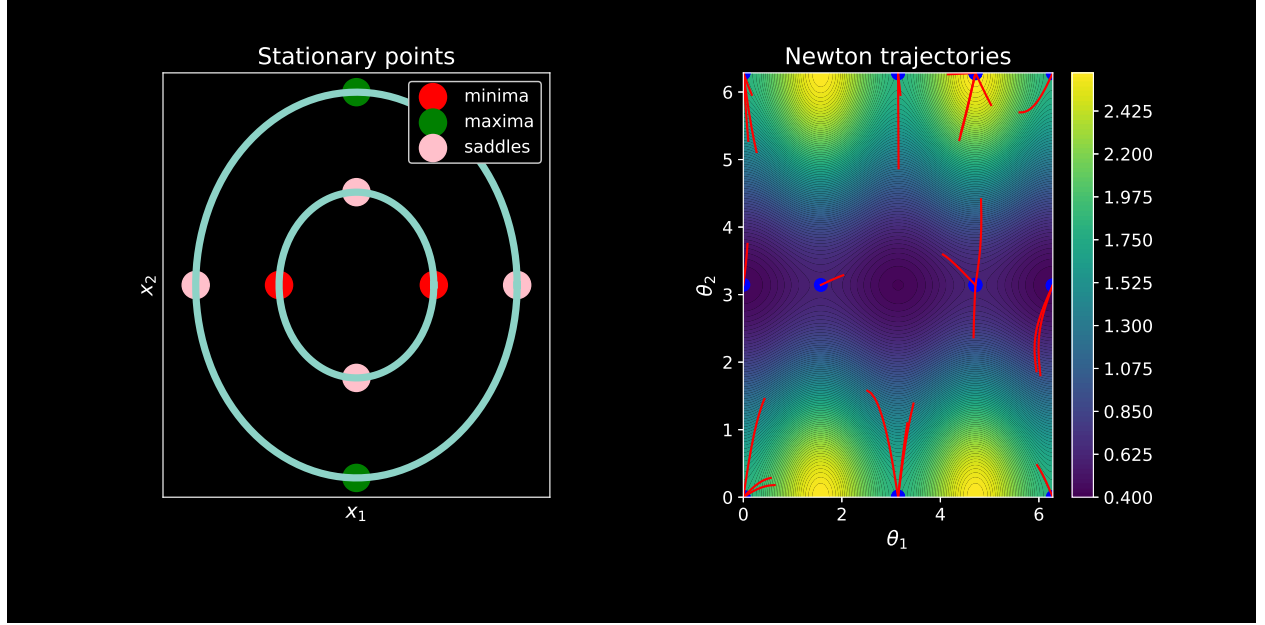 Stationary points
minima
maxima
saddles
x₂
x₁
Newton trajectories
6
5
4
3
2
1
0
θ₂
0
2
4
6
θ₁
2.425
2.200
1.975
1.750
1.525
1.300
1.075
0.850
0.625
0.400